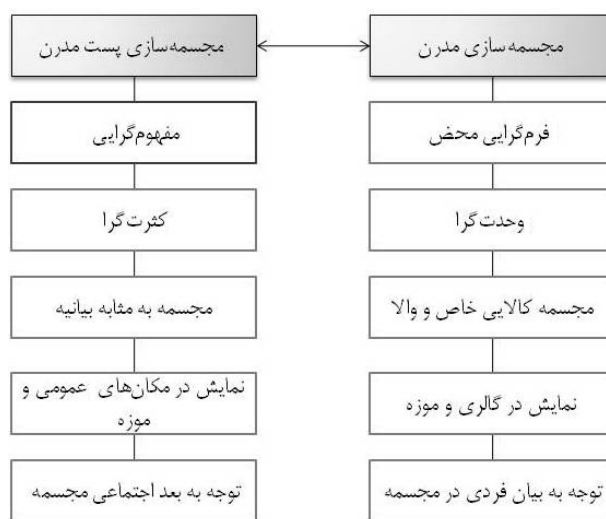 مجسمه‌سازی مدرن
فرم‌گرایی محض
وحدت‌گرا
مجسمه کالایی خاص و والا
نمایش در گالری و موزه
توجه به بیان فردی در مجسمه
مجسمه‌سازی پست مدرن
مفهوم‌گرایی
کثرت‌گرا
مجسمه به مثابه بیانیه
نمایش در مکان‌های عمومی و
موزه
توجه به بعد اجتماعی مجسمه